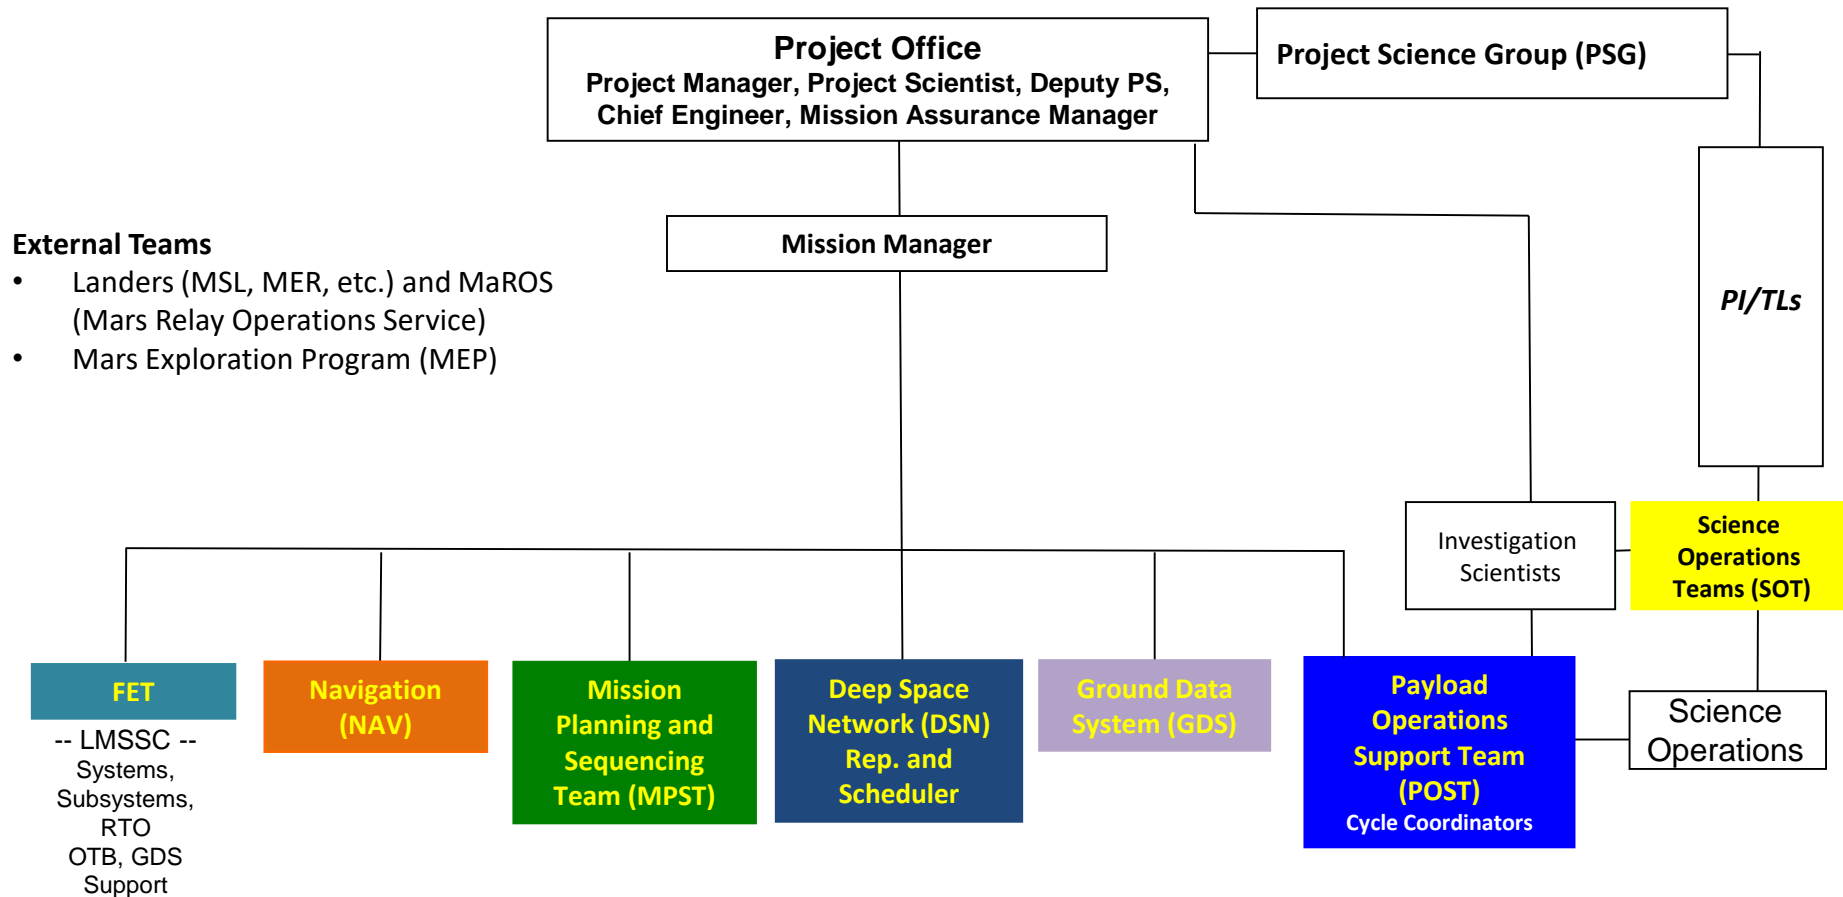 Project Office
Project Manager, Project Scientist, Deputy PS,
Chief Engineer, Mission Assurance Manager
Project Science Group (PSG)
Mission Manager
External Teams
• Landers (MSL, MER, etc.) and MaROS
(Mars Relay Operations Service)
• Mars Exploration Program (MEP)
PI/TLs
Investigation
Scientists
Science
Operations
Teams (SOT)
FET
-- LMSSC --
Systems,
Subsystems,
RTO
OTB, GDS
Support
Navigation
(NAV)
Mission
Planning and
Sequencing
Team (MPST)
Deep Space
Network (DSN)
Rep. and
Scheduler
Ground Data
System (GDS)
Payload
Operations
Support Team
(POST)
Cycle Coordinators
Science
Operations